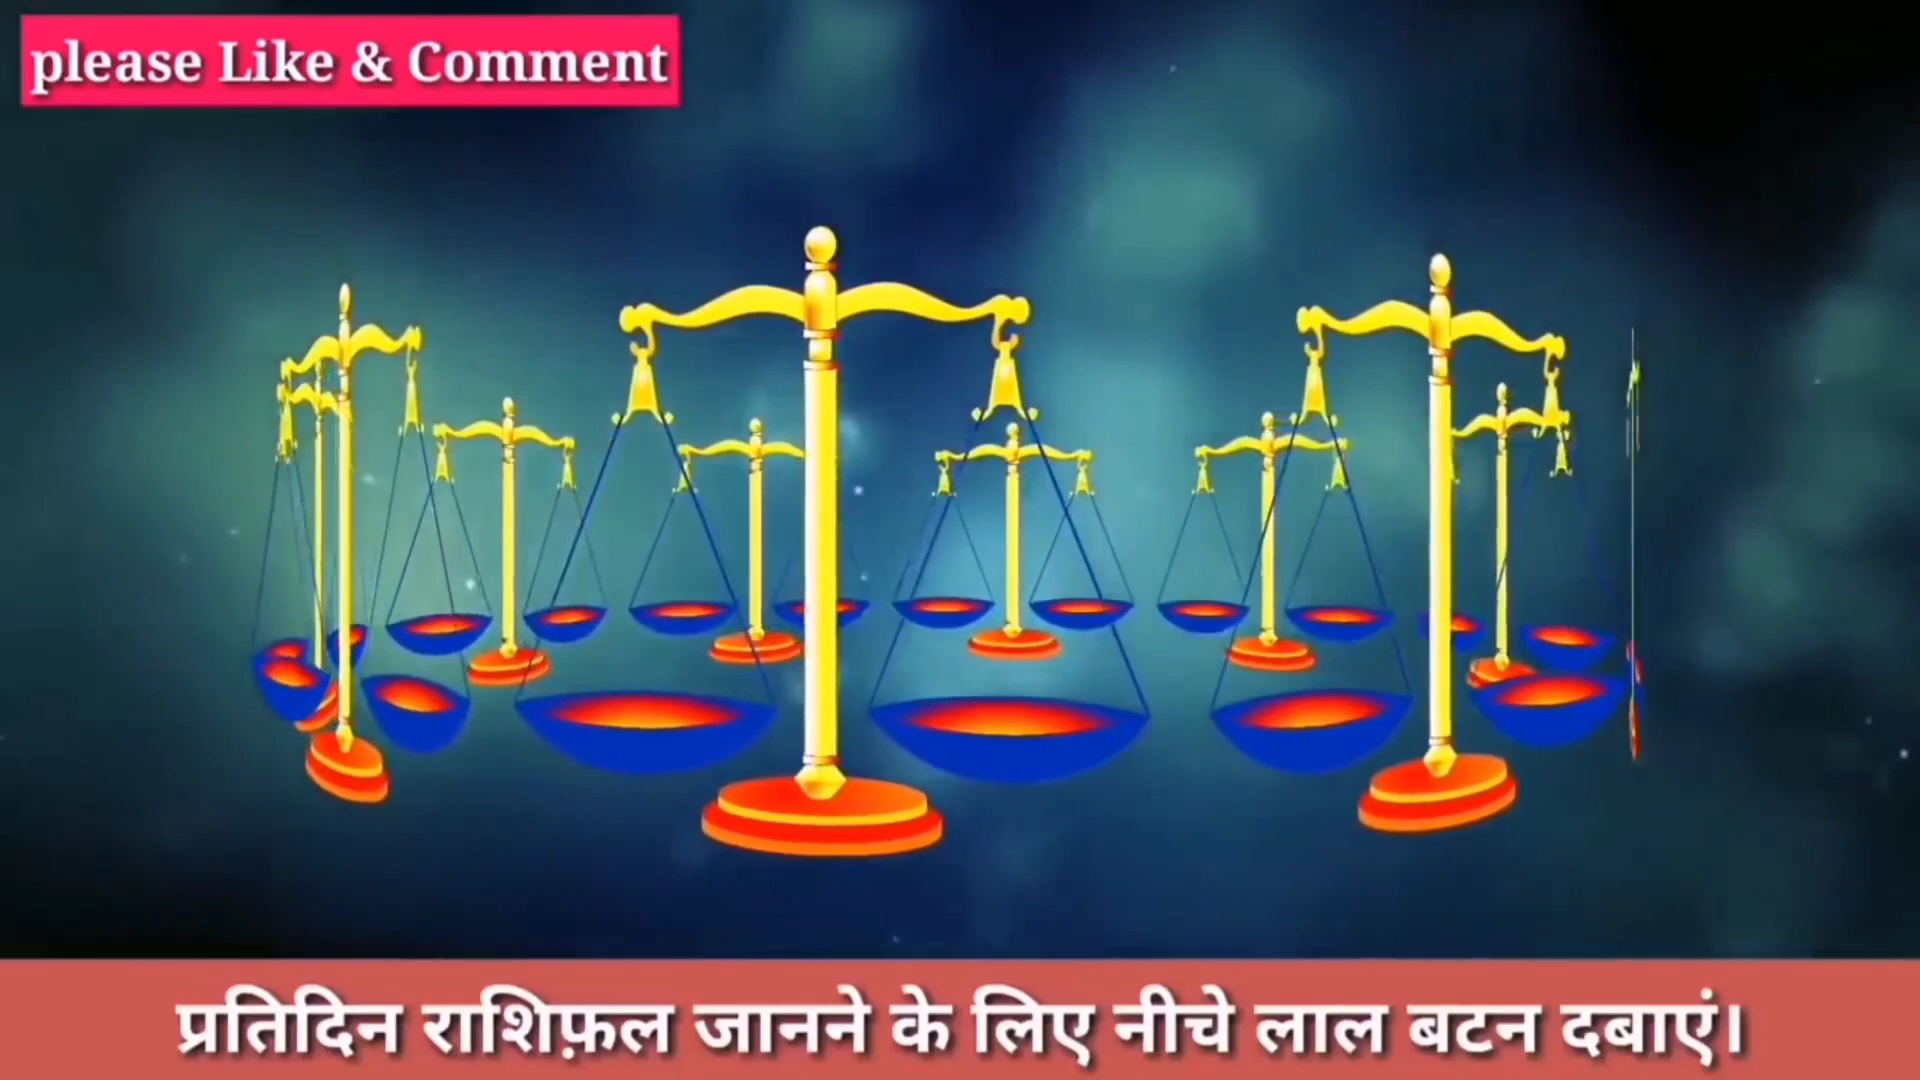 please Like & Comment
प्रतिदिन राशिफ़ल जानने के लिए नीचे लाल बटन दबाएं।